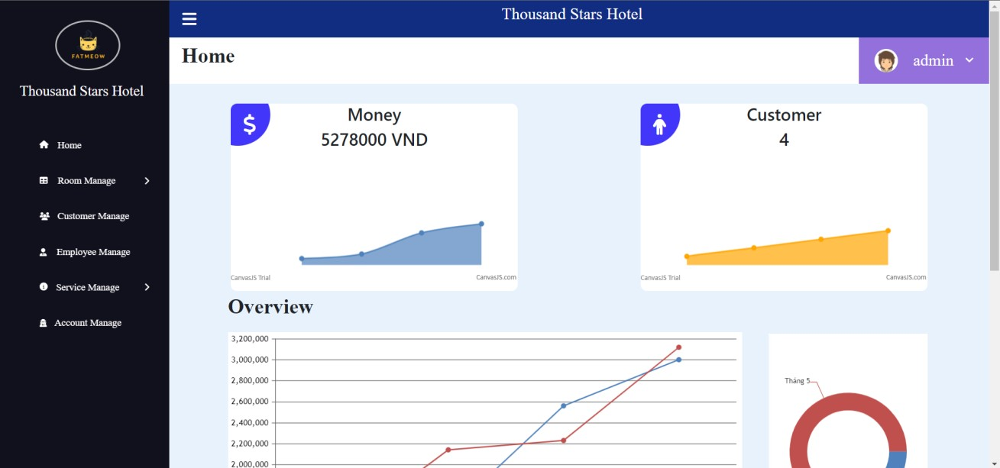 FATMEOW
Thousand Stars Hotel
Home
Room Manage
Customer Manage
Employee Manage
Service Manage
Account Manage
Thousand Stars Hotel
Home
admin
Money
5278000 VND
CanvasJS Trial
CanvasJS.com
Customer
4
CanvasJS Trial
CanvasJS.com
Overview
3,200,000
3,000,000
2,800,000
2,600,000
2,400,000
2,200,000
2,000,000
Tháng 5